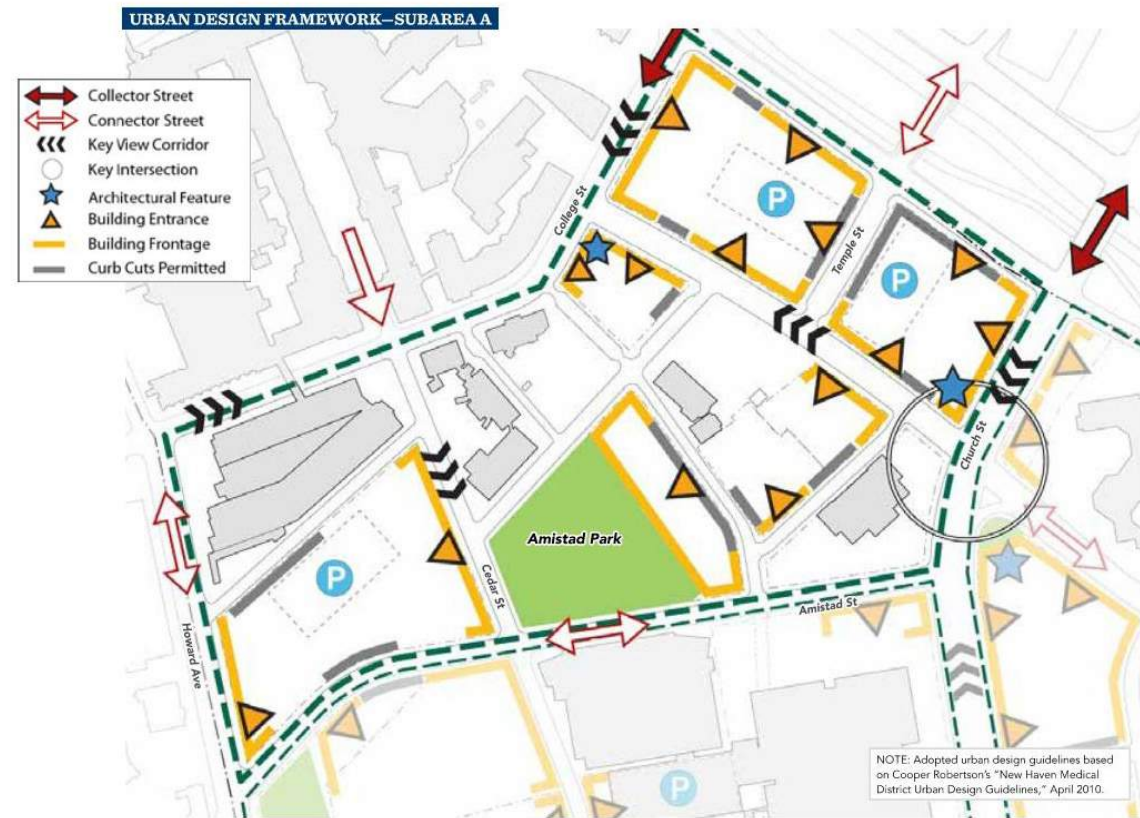 URBAN DESIGN FRAMEWORK—SUBAREA A
Collector Street
Connector Street
Key View Corridor
Key Intersection
Architectural Feature
Building Entrance
Building Frontage
Curb Cuts Permitted
College St
P
Temple St
P
Church St
Amistad Park
P
Cedar St
Amistad St
Howard Ave
P
NOTE: Adopted urban design guidelines based
on Cooper Robertson's "New Haven Medical
District Urban Design Guidelines," April 2010.